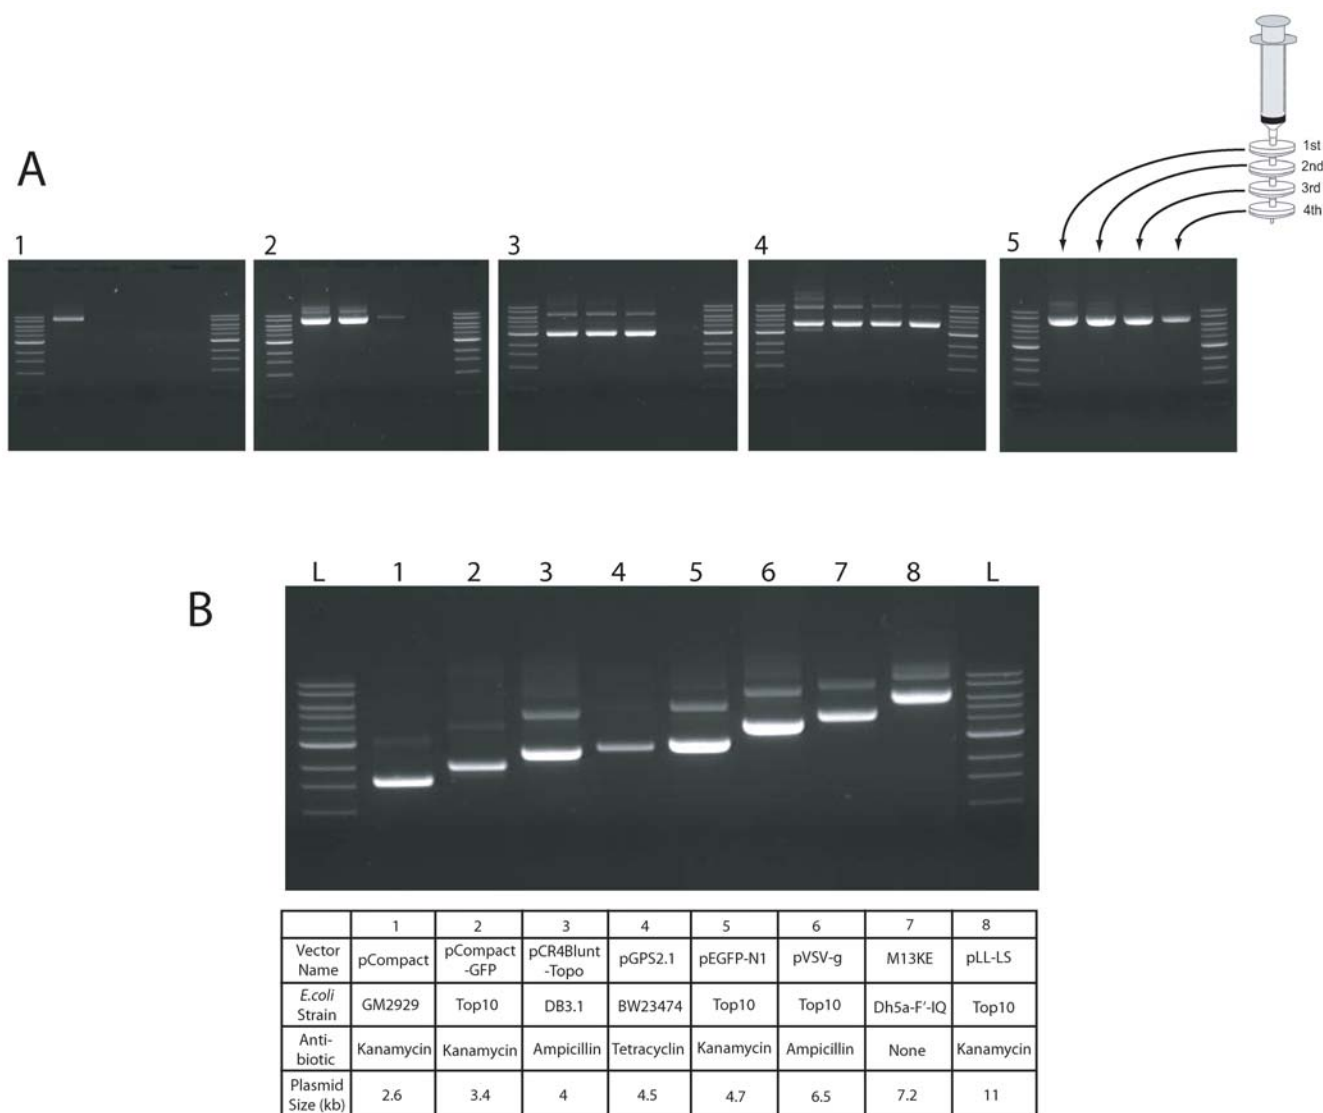 1st
2nd
3rd
4th
A
1 2 3 4 5
B
L 1 2 3 4 5 6 7 8 L
1 2 3 4 5 6 7 8
Vector Name pCompact pCompact-GFP pCR4Blunt-Topo pGPS2.1 pEGFP-N1 pVSV-g M13KE pLL-LS
E.coli Strain GM2929 Top10 DB3.1 BW23474 Top10 Top10 Dh5a-F'-IQ Top10
Anti-biotic Kanamycin Kanamycin Ampicillin Tetracyclin Kanamycin Ampicillin None Kanamycin
Plasmid Size (kb) 2.6 3.4 4 4.5 4.7 6.5 7.2 11